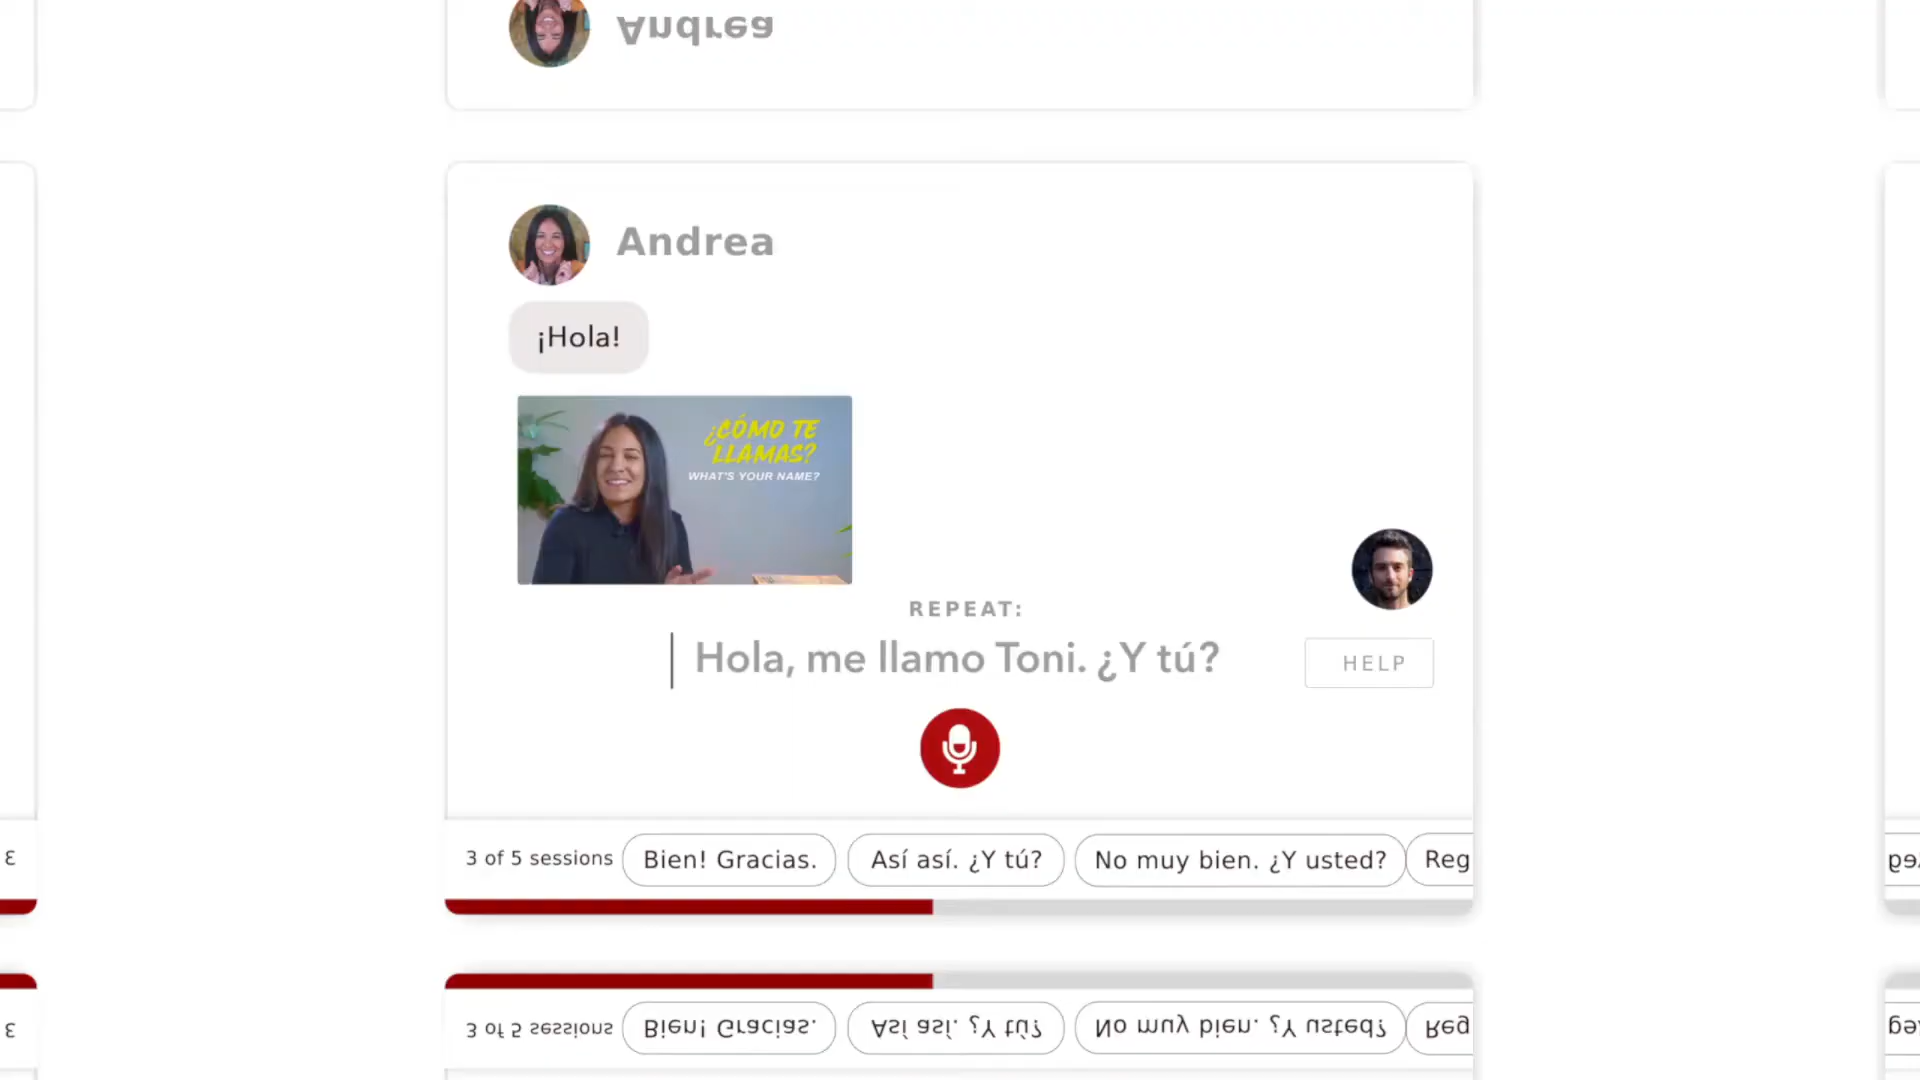 Andrea
Andrea
¡Hola!
¿CÓMO TE
LLAMAS?
WHAT'S YOUR NAME?
REPEAT:
Hola, me llamo Toni. ¿Y tú?
HELP
3 of 5 sessions
Bien! Gracias.
Así así. ¿Y tú?
No muy bien. ¿Y usted?
Reg
3 of 5 sessions
Bien! Gracias.
Así así. ¿Y tú?
No muy bien. ¿Y usted?
Reg